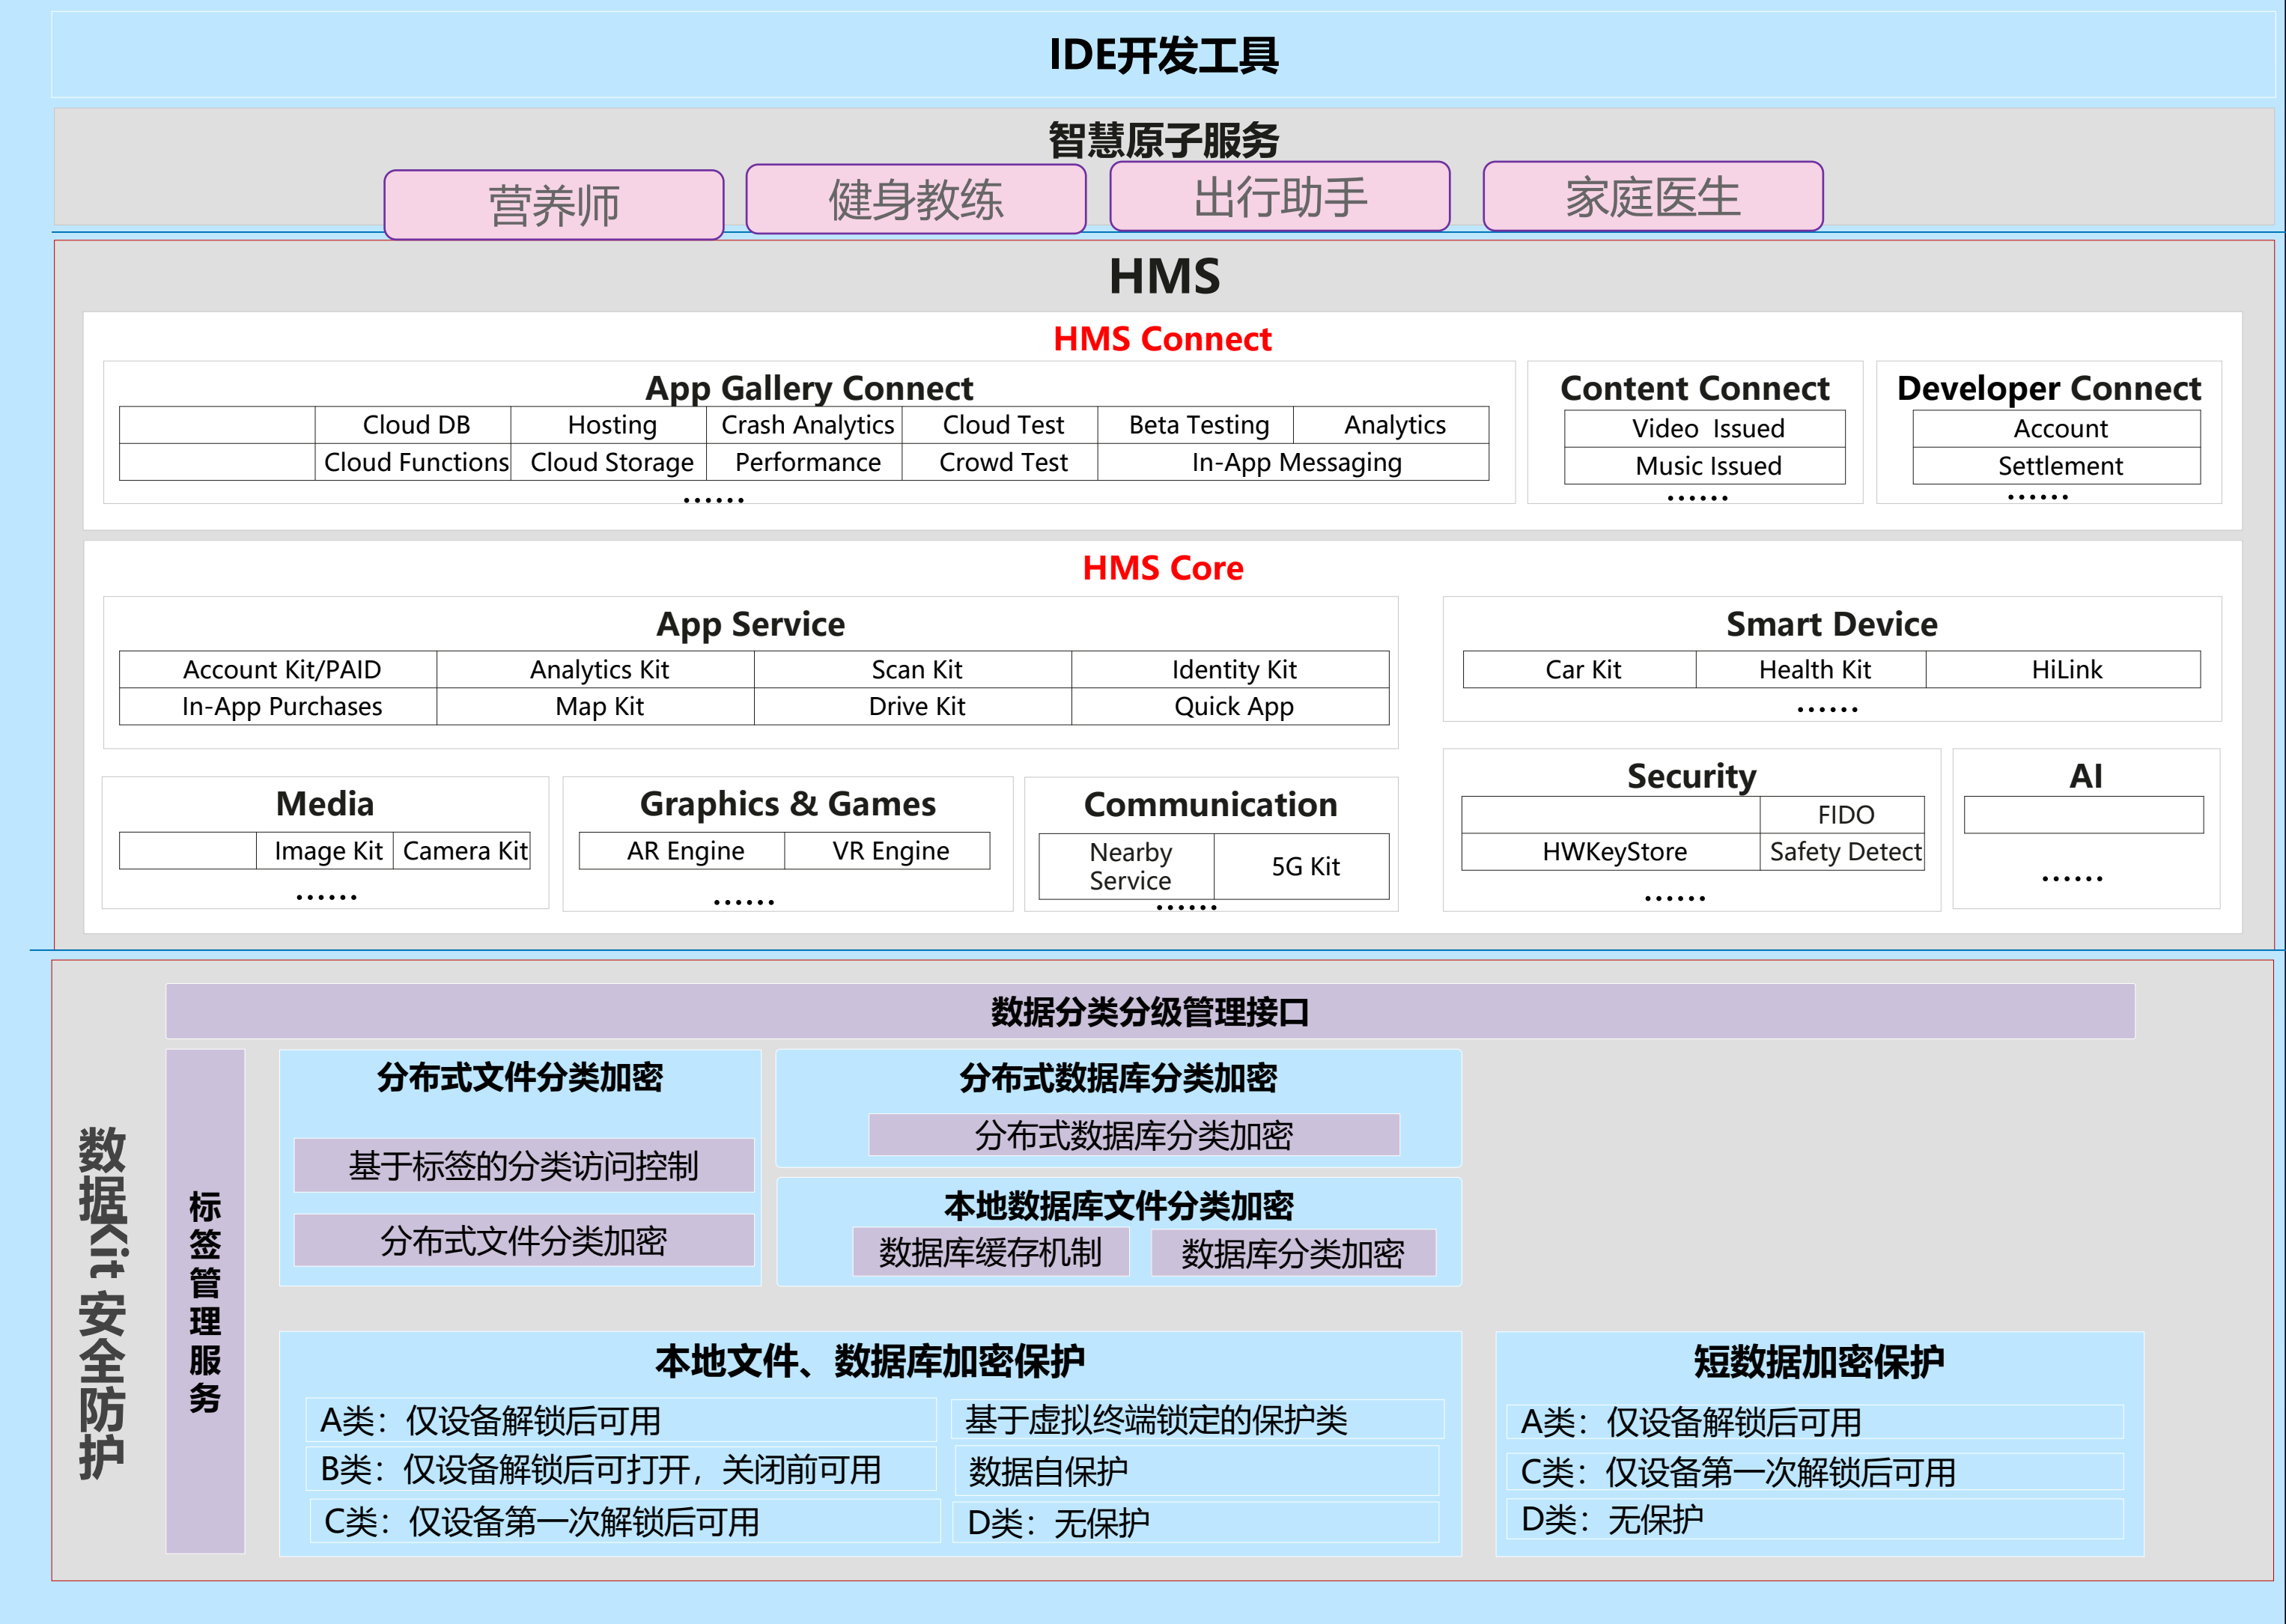 IDE开发工具
智慧原子服务
营养师
健身教练
出行助手
家庭医生
HMS
HMS Connect
App Gallery Connect
Cloud DB
Hosting
Crash Analytics
Cloud Test
Beta Testing
Analytics
Cloud Functions
Cloud Storage
Performance
Crowd Test
In-App Messaging
......
Content Connect
Video Issued
Music Issued
......
Developer Connect
Account
Settlement
......
HMS Core
App Service
Account Kit/PAID
Analytics Kit
Scan Kit
Identity Kit
In-App Purchases
Map Kit
Drive Kit
Quick App
Smart Device
Car Kit
Health Kit
HiLink
......
Media
Image Kit
Camera Kit
......
Graphics & Games
AR Engine
VR Engine
......
Communication
Nearby
Service
5G Kit
......
Security
FIDO
HWKeyStore
Safety Detect
......
AI
......
数据Kit安全防护
数据分类分级管理接口
标签管理服务
分布式文件分类加密
基于标签的分类访问控制
分布式文件分类加密
分布式数据库分类加密
分布式数据库分类加密
本地数据库文件分类加密
数据库缓存机制
数据库分类加密
本地文件、数据库加密保护
A类：仅设备解锁后可用
B类：仅设备解锁后可打开，关闭前可用
C类：仅设备第一次解锁后可用
基于虚拟终端锁定的保护类
数据自保护
D类：无保护
短数据加密保护
A类：仅设备解锁后可用
C类：仅设备第一次解锁后可用
D类：无保护